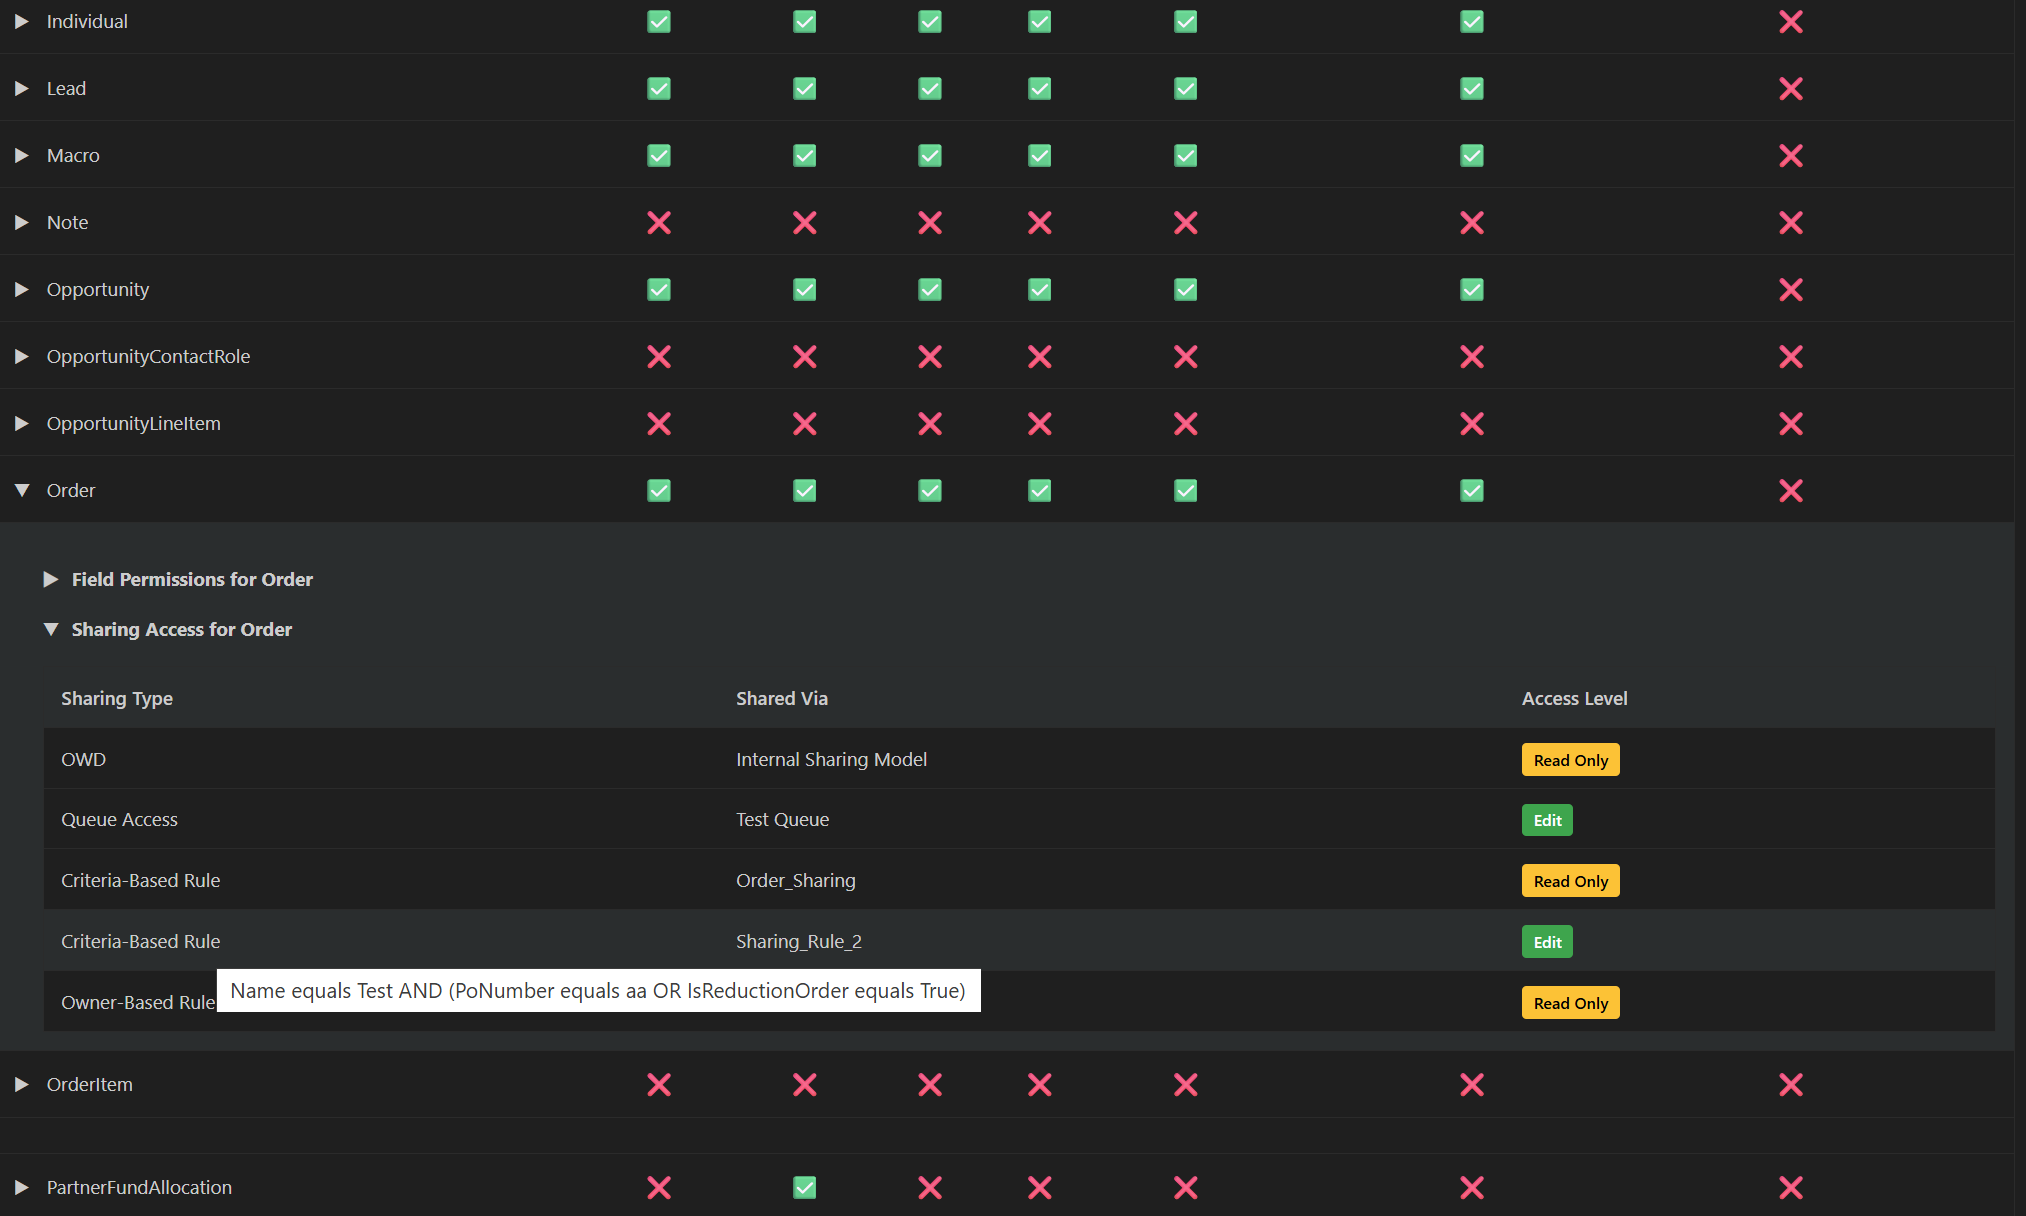 Individual
Lead
Macro
Note
Opportunity
OpportunityContactRole
OpportunityLineItem
Order
Field Permissions for Order
Sharing Access for Order
Sharing Type Shared Via Access Level
OWD Internal Sharing Model Read Only
Queue Access Test Queue Edit
Criteria-Based Rule Order_Sharing Read Only
Criteria-Based Rule Sharing_Rule_2 Edit
Name equals Test AND (PoNumber equals aa OR IsReductionOrder equals True)
Owner-Based Rule Read Only
OrderItem
PartnerFundAllocation